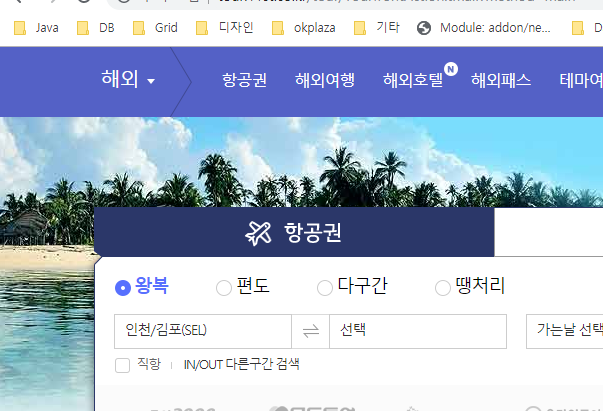 Java DB Grid 디자인 okplaza 기타 Module: addon/ne...
해외 항공권 해외여행 해외호텔 N 해외패스 테마여
항공권
왕복 편도 다구간 땡처리
인천/김포(SEL) 선택 가는날 선택
직항 IN/OUT 다른구간 검색